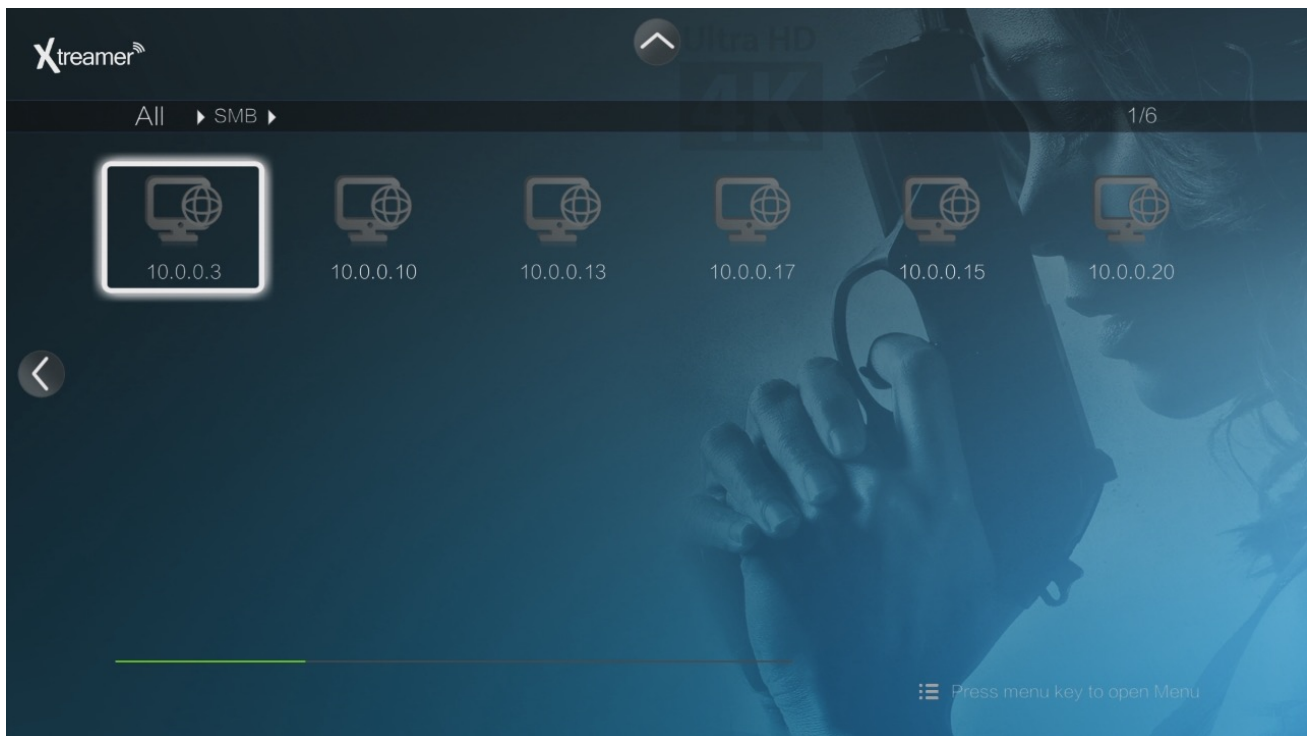 Xtreamer
Ultra HD
4K
All SMB 1/6
10.0.0.3 10.0.0.10 10.0.0.13 10.0.0.17 10.0.0.15 10.0.0.20
Press menu key to open Menu